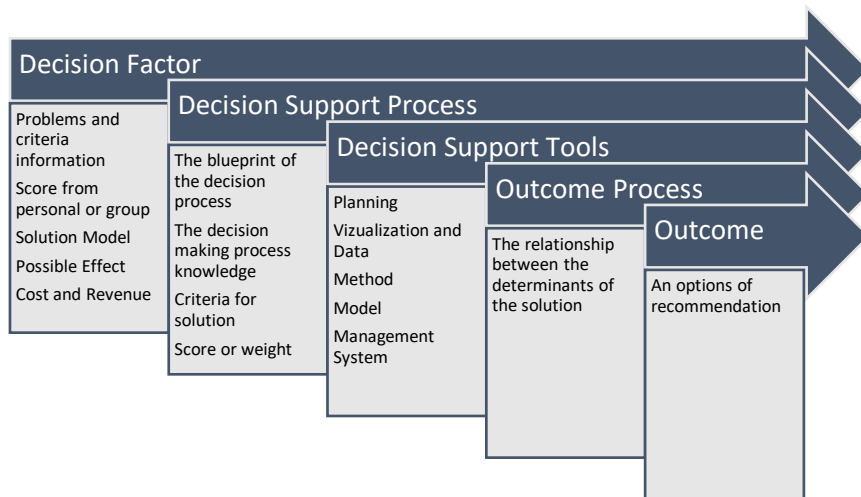 Decision Factor
Problems and
criteria
information
Score from
personal or group
Solution Model
Possible Effect
Cost and Revenue
Decision Support Process
The blueprint of
the decision
process
The decision
making process
knowledge
Criteria for
solution
Score or weight
Decision Support Tools
Planning
Vizualization and
Data
Method
Model
Management
System
Outcome Process
The relationship
between the
determinants of
the solution
Outcome
An options of
recommendation